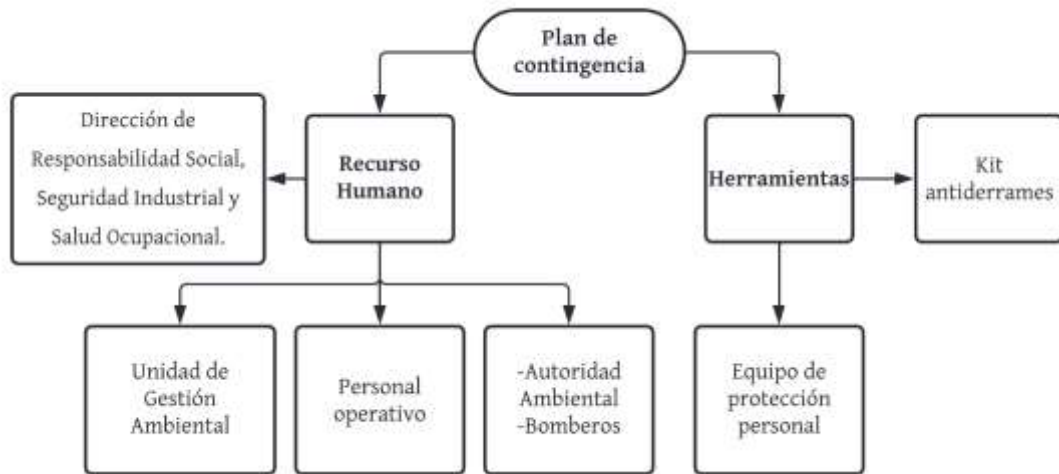 Plan de
contingencia
Dirección de
Responsabilidad Social,
Seguridad Industrial y
Salud Ocupacional.
Recurso
Humano
Herramientas
Kit
antiderrames
Unidad de
Gestión
Ambiental
Personal
operativo
-Autoridad
Ambiental
-Bomberos
Equipo de
protección
personal